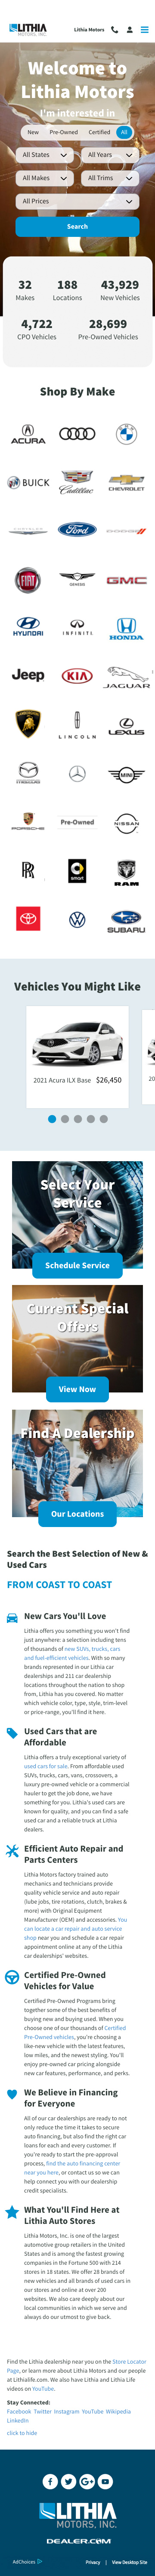 LITHIA
MOTORS, INC.
Lithia Motors
Welcome to
Lithia Motors
I'm interested in
New Pre-Owned Certified All
All States All Years
All Makes All Trims
All Prices
Search
32 188 43,929
Makes Locations New Vehicles
4,722 28,699
CPO Vehicles Pre-Owned Vehicles
Shop By Make
ACURA
BUICK Cadillac CHEVROLET
CHRYSLER Ford DODGE
FIAT GENESIS GMC
HYUNDAI INFINITI HONDA
Jeep KIA JAGUAR
LINCOLN LEXUS
mazda MINI
PORSCHE Pre-Owned NISSAN
smart RAM
SUBARU
Vehicles You Might Like
2021 Acura ILX Base $26,450
20
Select Your
Service
Schedule Service
Current Special
Offers
View Now
Find A Dealership
Our Locations
Search the Best Selection of New &
Used Cars
FROM COAST TO COAST
New Cars You'll Love
Lithia offers you something you won't find
just anywhere: a selection including tens
of thousands of new SUVs, trucks, cars
and fuel-efficient vehicles. With so many
brands represented in our Lithia car
dealerships and 211 car dealership
locations throughout the nation to shop
from, Lithia has you covered. No matter
which vehicle color, type, style, trim-level
or price-range, you'll find it here.
Used Cars that are
Affordable
Lithia offers a truly exceptional variety of
used cars for sale. From affordable used
SUVs, trucks, cars, vans, crossovers, a
luxury pre-owned vehicle or a commercial
hauler to get the job done, we have
something for you. Lithia's used cars are
known for quality, and you can find a safe
used car and a reliable truck at Lithia
dealers.
Efficient Auto Repair and
Parts Centers
Lithia Motors factory trained auto
mechanics and technicians provide
vehicle quality service and auto repair
(lube jobs, tire rotations, clutch, brakes &
more) with Original Equipment
Manufacturer (OEM) and accessories. You
can locate a car repair and auto service
shop near you and schedule a car repair
appointment online at any of the Lithia
car dealerships' websites.
Certified Pre-Owned
Vehicles for Value
Certified Pre-Owned Programs bring
together some of the best benefits of
buying new and buying used. When you
choose one of our thousands of Certified
Pre-Owned vehicles, you're choosing a
like-new vehicle with the latest features,
low miles, and the newest styling. You'll
enjoy pre-owned car pricing alongside
new car features, performance, and perks.
We Believe in Financing
for Everyone
All of our car dealerships are ready to not
only reduce the time it takes to secure
auto financing, but also find the right car
loans for each and every customer. If
you're ready to start the pre-approval
process, find the auto financing center
near you here, or contact us so we can
help connect you with our dealership
credit specialists.
What You'll Find Here at
Lithia Auto Stores
Lithia Motors, Inc. is one of the largest
automotive group retailers in the United
States and is among the fastest growing
companies in the Fortune 500 with 214
stores in 18 states. We offer 28 brands of
new vehicles and all brands of used cars in
our stores and online at over 200
websites. We also care deeply about our
local communities in which we serve and
always do our utmost to give back.
Find the Lithia dealership near you on the Store Locator
Page, or learn more about Lithia Motors and our people
at Lithialife.com. We also have Lithia and Lithia Life
videos on YouTube.
Stay Connected:
Facebook Twitter Instagram YouTube Wikipedia
LinkedIn
click to hide
LITHIA
MOTORS, INC.
DEALER.COM
AdChoices Privacy | View Desktop Site